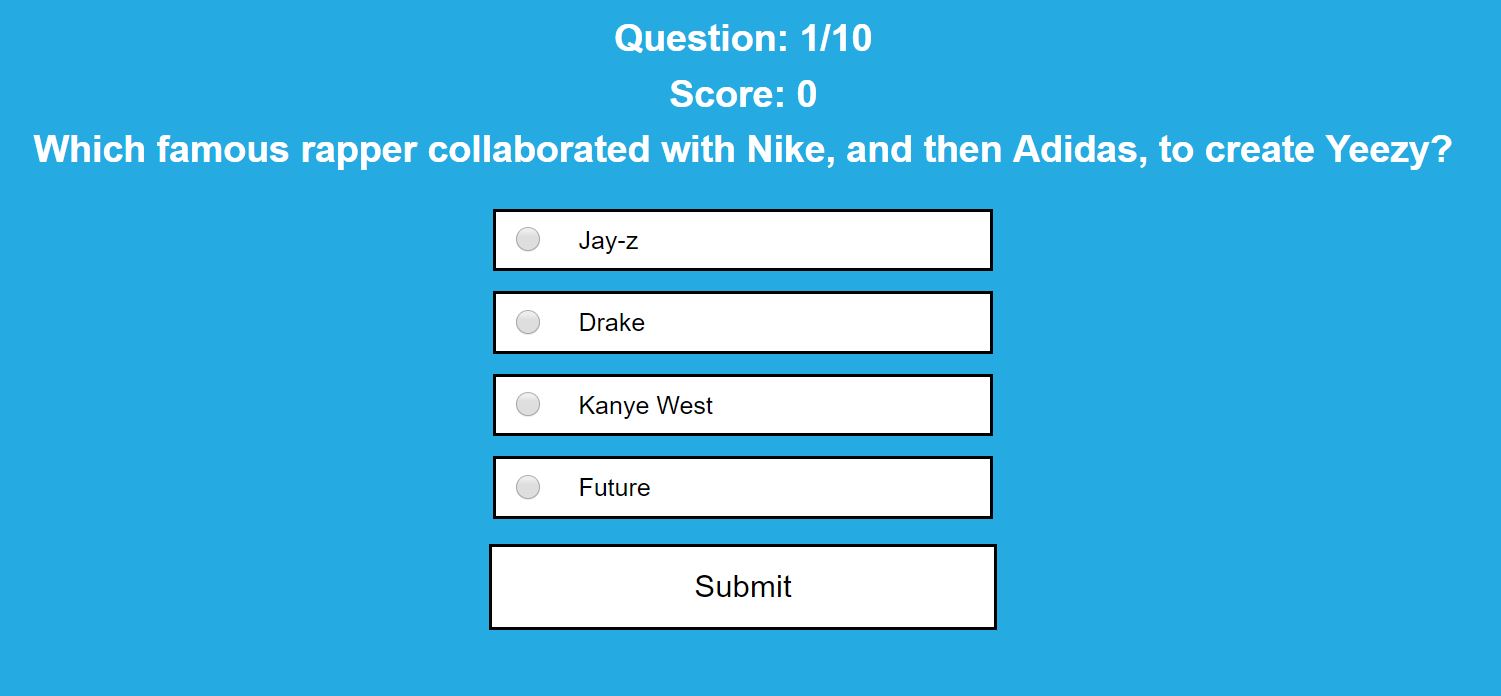 Question: 1/10
Score: 0
Which famous rapper collaborated with Nike, and then Adidas, to create Yeezy?
Jay-z
Drake
Kanye West
Future
Submit